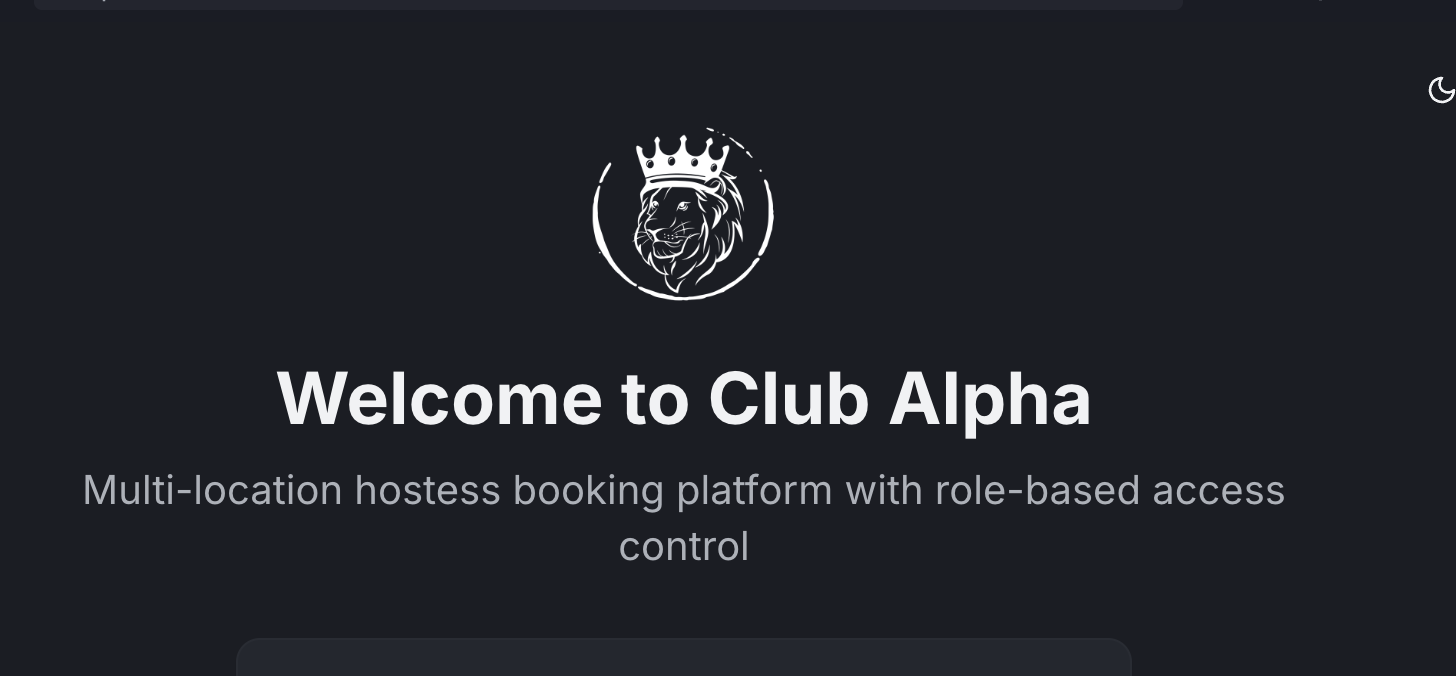 Welcome to Club Alpha
Multi-location hostess booking platform with role-based access
control